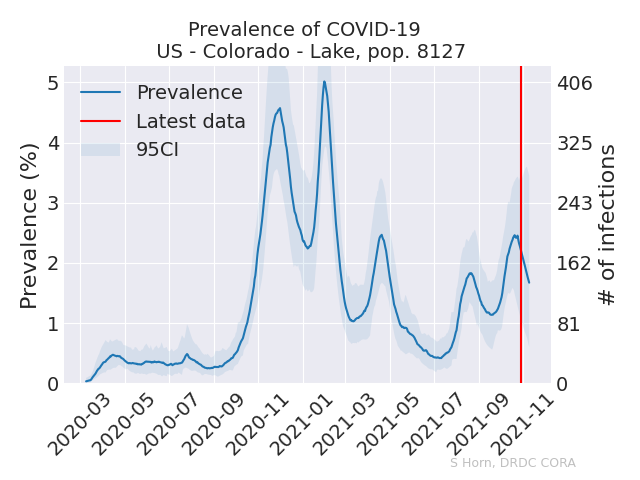 Prevalence of COVID-19
US - Colorado - Lake, pop. 8127
Prevalence
Latest data
95CI
Prevalence (%)
5
4
3
2
1
0
406
325
243
162
81
0
# of infections
2020-03
2020-05
2020-07
2020-09
2020-11
2021-01
2021-03
2021-05
2021-07
2021-09
2021-11
S Horn, DRDC CORA